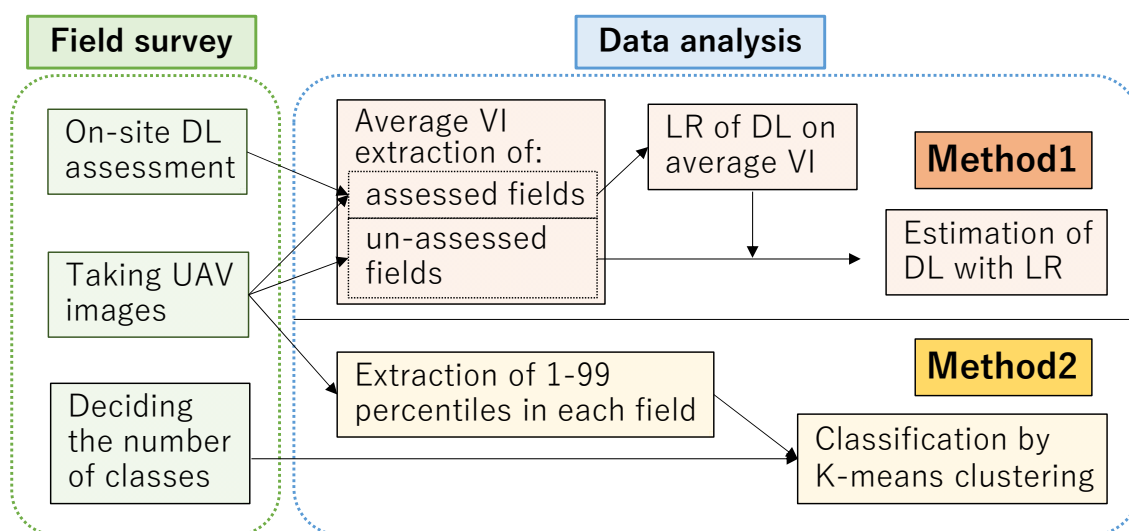 Field survey
Data analysis
On-site DL
assessment
Taking UAV
images
Deciding
the number
of classes
Average VI
extraction of:
assessed fields
un-assessed
fields
LR of DL on
average VI
Method1
Estimation of
DL with LR
Extraction of 1-99
percentiles in each field
Method2
Classification by
K-means clustering